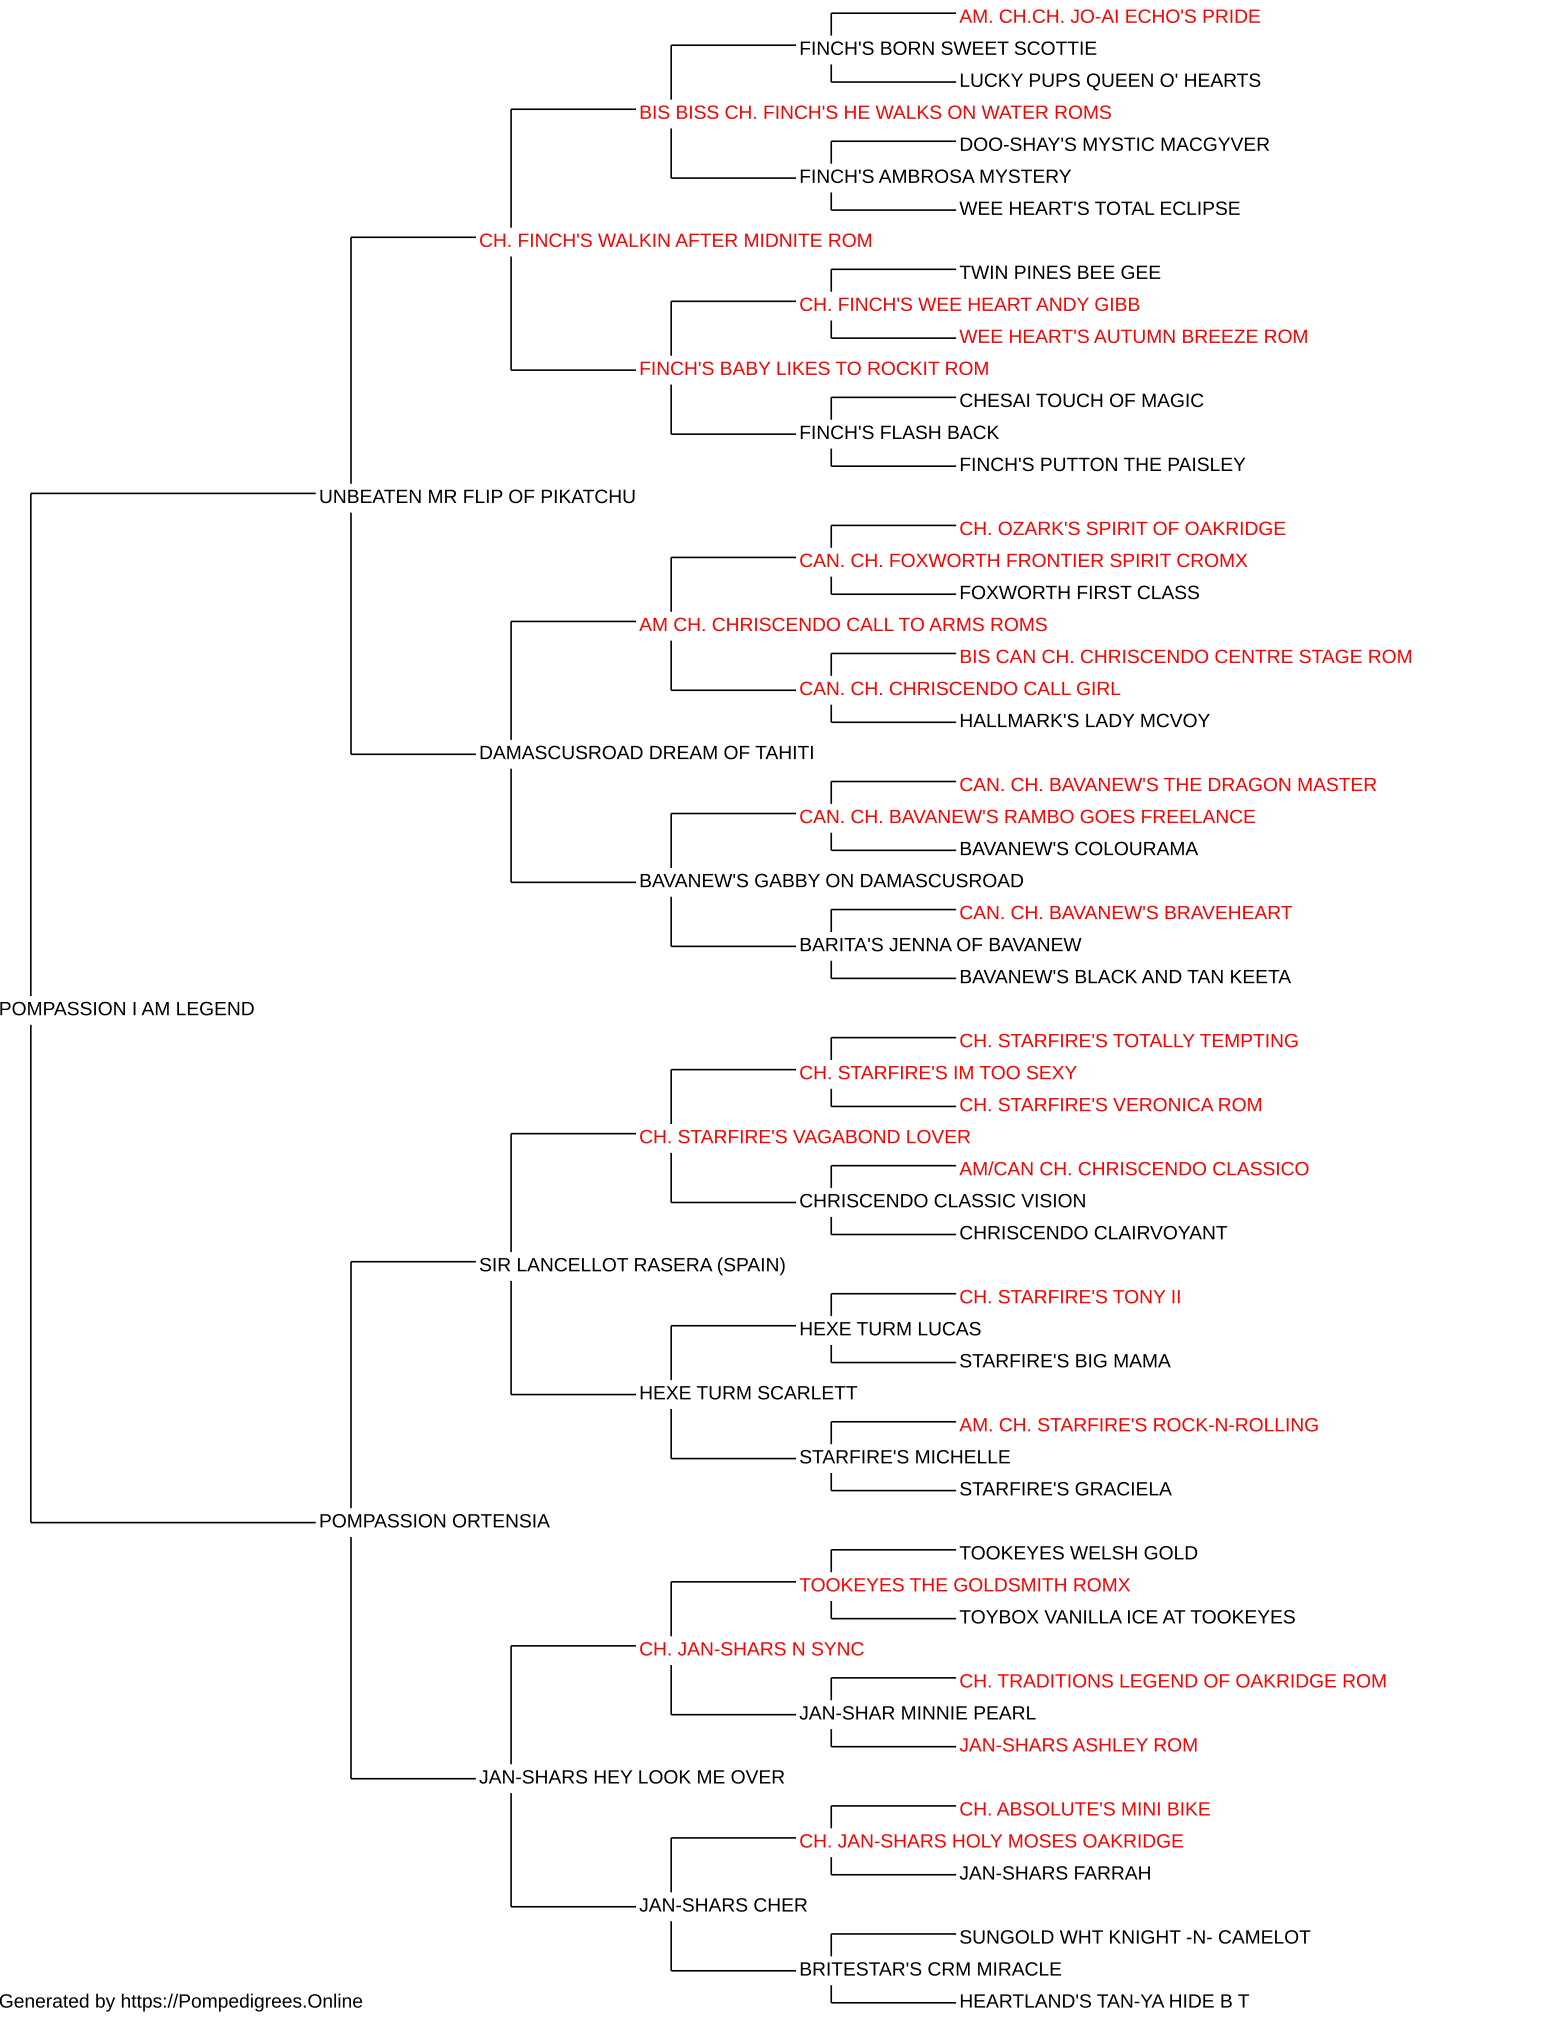 AM. CH.CH. JO-AI ECHO'S PRIDE
FINCH'S BORN SWEET SCOTTIE
LUCKY PUPS QUEEN O' HEARTS
BIS BISS CH. FINCH'S HE WALKS ON WATER ROMS
DOO-SHAY'S MYSTIC MACGYVER
FINCH'S AMBROSA MYSTERY
WEE HEART'S TOTAL ECLIPSE
CH. FINCH'S WALKIN AFTER MIDNITE ROM
TWIN PINES BEE GEE
CH. FINCH'S WEE HEART ANDY GIBB
WEE HEART'S AUTUMN BREEZE ROM
FINCH'S BABY LIKES TO ROCKIT ROM
CHESAI TOUCH OF MAGIC
FINCH'S FLASH BACK
FINCH'S PUTTON THE PAISLEY
UNBEATEN MR FLIP OF PIKATCHU
CH. OZARK'S SPIRIT OF OAKRIDGE
CAN. CH. FOXWORTH FRONTIER SPIRIT CROMX
FOXWORTH FIRST CLASS
AM CH. CHRISCENDO CALL TO ARMS ROMS
BIS CAN CH. CHRISCENDO CENTRE STAGE ROM
CAN. CH. CHRISCENDO CALL GIRL
HALLMARK'S LADY MCVOY
DAMASCUSROAD DREAM OF TAHITI
CAN. CH. BAVANEW'S THE DRAGON MASTER
CAN. CH. BAVANEW'S RAMBO GOES FREELANCE
BAVANEW'S COLOURAMA
BAVANEW'S GABBY ON DAMASCUSROAD
CAN. CH. BAVANEW'S BRAVEHEART
BARITA'S JENNA OF BAVANEW
BAVANEW'S BLACK AND TAN KEETA
POMPASSION I AM LEGEND
CH. STARFIRE'S TOTALLY TEMPTING
CH. STARFIRE'S IM TOO SEXY
CH. STARFIRE'S VERONICA ROM
CH. STARFIRE'S VAGABOND LOVER
AM/CAN CH. CHRISCENDO CLASSICO
CHRISCENDO CLASSIC VISION
CHRISCENDO CLAIRVOYANT
SIR LANCELLOT RASERA (SPAIN)
CH. STARFIRE'S TONY II
HEXE TURM LUCAS
STARFIRE'S BIG MAMA
HEXE TURM SCARLETT
AM. CH. STARFIRE'S ROCK-N-ROLLING
STARFIRE'S MICHELLE
STARFIRE'S GRACIELA
POMPASSION ORTENSIA
TOOKEYES WELSH GOLD
TOOKEYES THE GOLDSMITH ROMX
TOYBOX VANILLA ICE AT TOOKEYES
CH. JAN-SHARS N SYNC
CH. TRADITIONS LEGEND OF OAKRIDGE ROM
JAN-SHAR MINNIE PEARL
JAN-SHARS ASHLEY ROM
JAN-SHARS HEY LOOK ME OVER
CH. ABSOLUTE'S MINI BIKE
CH. JAN-SHARS HOLY MOSES OAKRIDGE
JAN-SHARS FARRAH
JAN-SHARS CHER
SUNGOLD WHT KNIGHT -N- CAMELOT
BRITESTAR'S CRM MIRACLE
HEARTLAND'S TAN-YA HIDE B T
Generated by https://Pompedigrees.Online